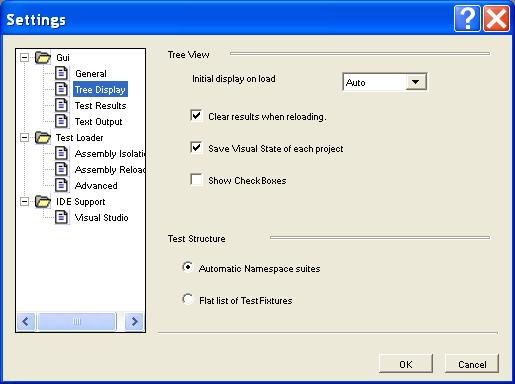 Settings
Gui
General
Tree Display
Test Results
Text Output
Test Loader
Assembly Isolatio
Assembly Reload
Advanced
IDE Support
Visual Studio
Tree View
Initial display on load
Auto
Clear results when reloading.
Save Visual State of each project
Show CheckBoxes
Test Structure
Automatic Namespace suites
Flat list of TestFixtures
OK
Cancel